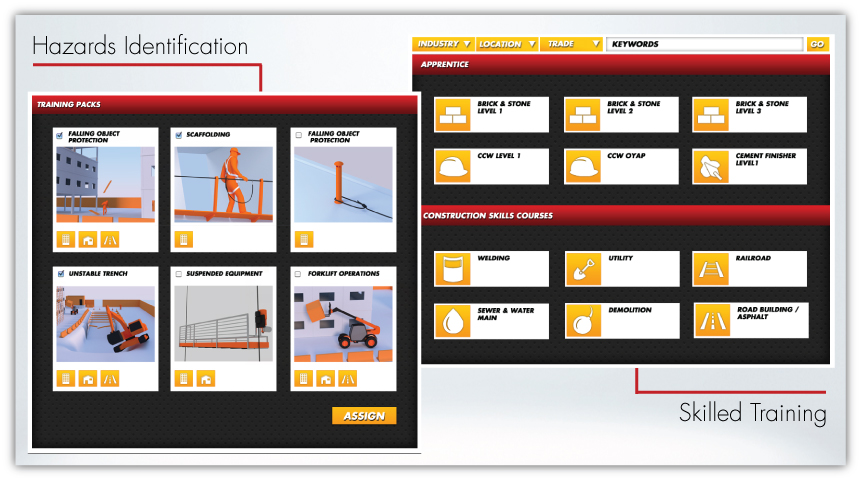 Hazards Identification
TRAINING PACKS
FALLING OBJECT
PROTECTION
SCAFFOLDING
FALLING OBJECT
PROTECTION
UNSTABLE TRENCH
SUSPENDED EQUIPMENT
FORKLIFT OPERATIONS
ASSIGN
INDUSTRY
LOCATION
TRADE
KEYWORDS
GO
APPRENTICE
BRICK & STONE
LEVEL 1
BRICK & STONE
LEVEL 2
BRICK & STONE
LEVEL 3
CCW LEVEL 1
CCW OYAP
CEMENT FINISHER
LEVEL1
CONSTRUCTION SKILLS COURSES
WELDING
UTILITY
RAILROAD
SEWER & WATER
MAIN
DEMOLITION
ROAD BUILDING /
ASPHALT
Skilled Training